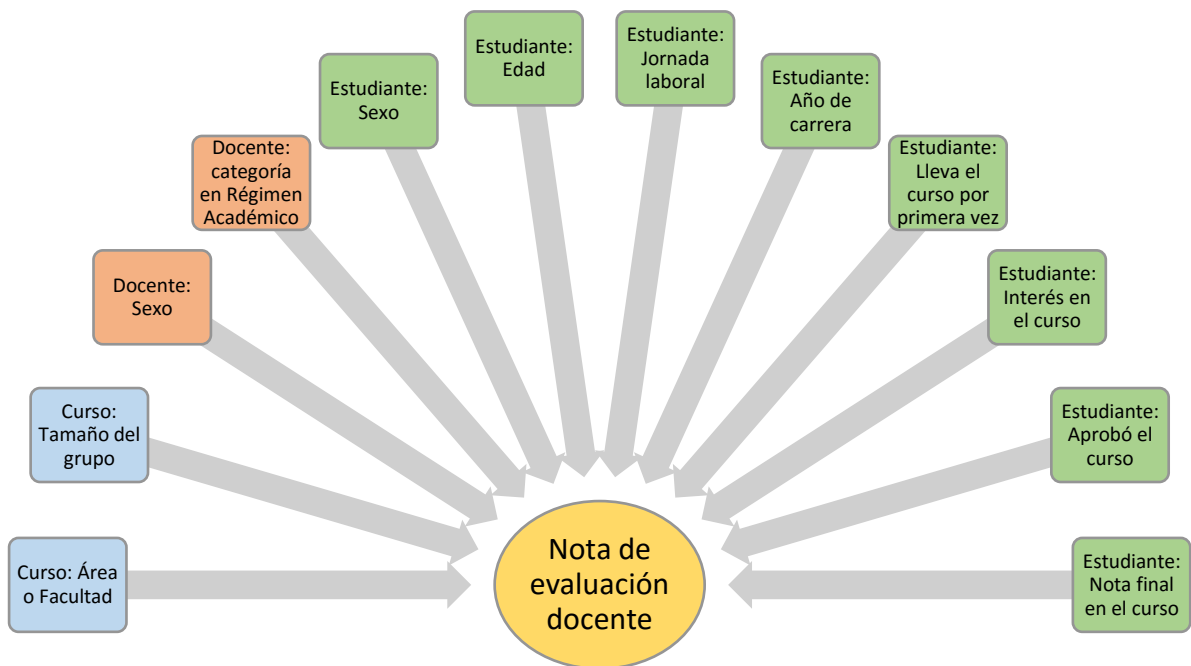 Estudiante:
Edad
Estudiante:
Jornada
laboral
Estudiante:
Sexo
Estudiante:
Año de
carrera
Docente:
categoría
en Régimen
Académico
Estudiante:
Lleva el
curso por
primera vez
Docente:
Sexo
Estudiante:
Interés en
el curso
Curso:
Tamaño del
grupo
Estudiante:
Aprobó el
curso
Curso: Área
o Facultad
Nota de
evaluación
docente
Estudiante:
Nota final
en el curso